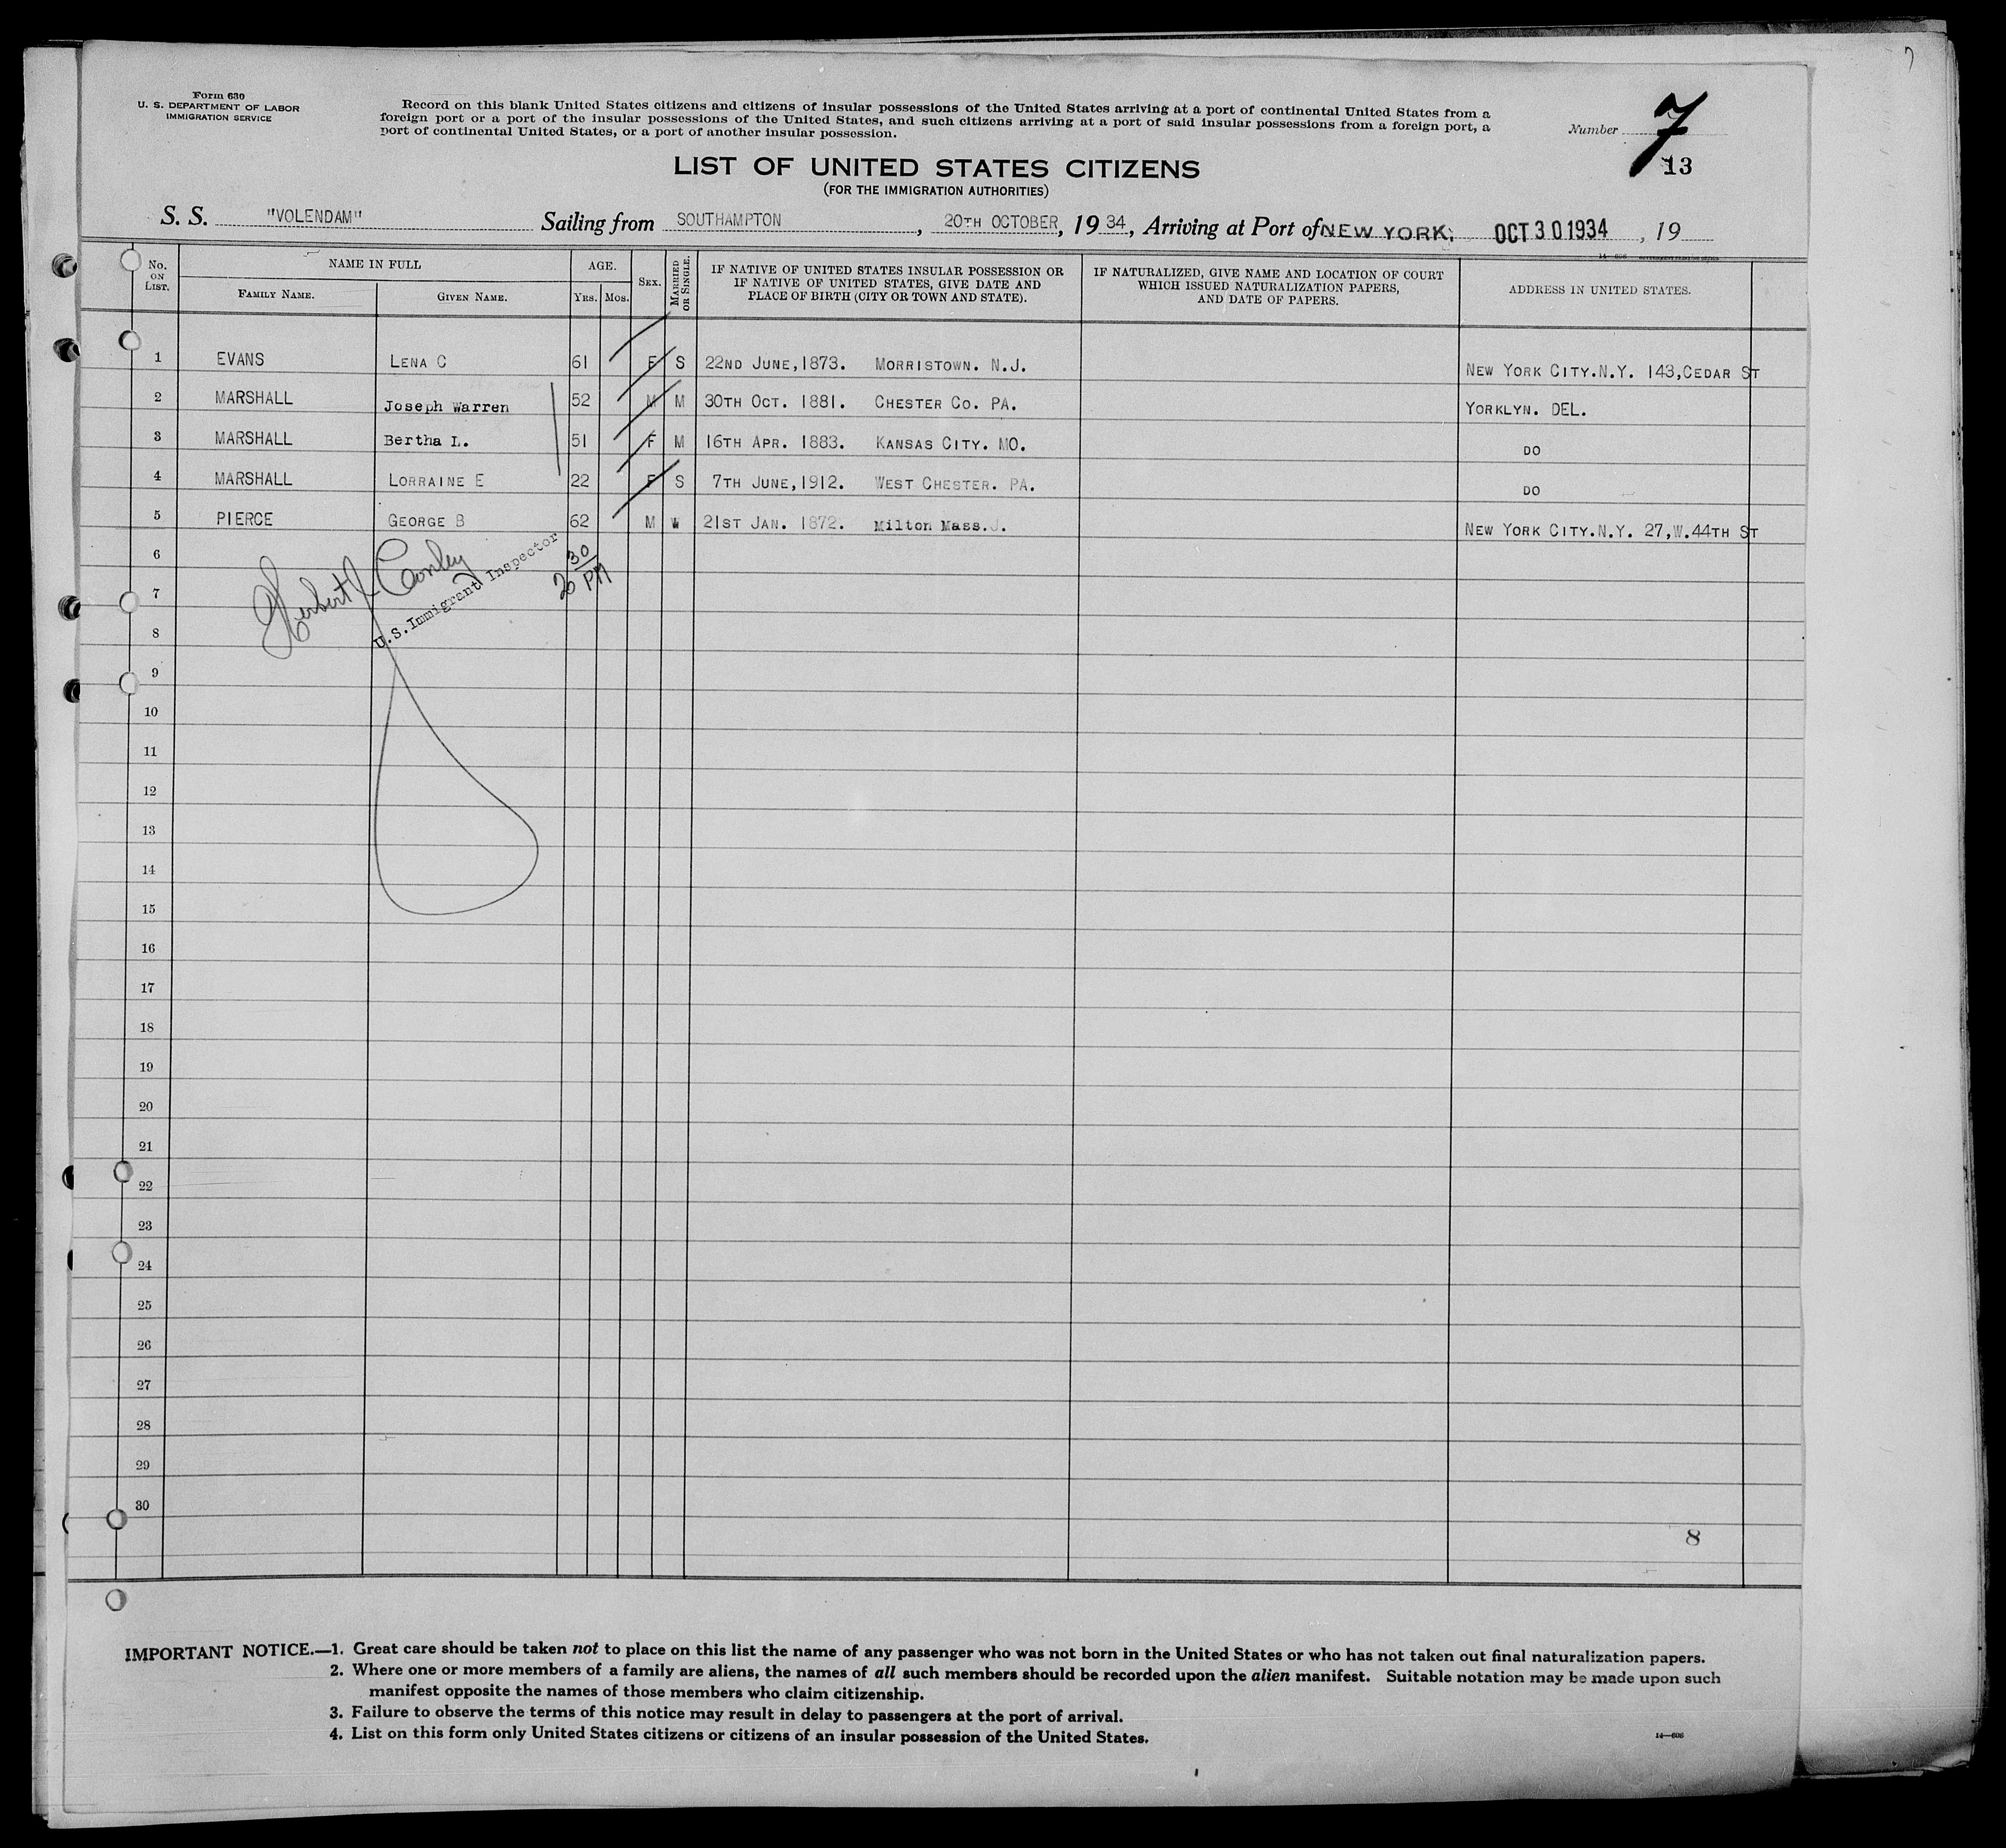 7
Form 630
U. S. DEPARTMENT OF LABOR
IMMIGRATION SERVICE
Record on this blank United States citizens and citizens of insular possessions of the United States arriving at a port of continental United States from a
foreign port or a port of the insular possessions of the United States, and such citizens arriving at a port of said insular possessions from a foreign port, a
port of continental United States, or a port of another insular possession.
Number 7
13
LIST OF UNITED STATES CITIZENS
(FOR THE IMMIGRATION AUTHORITIES)
S. S. "VOLENDAM" Sailing from SOUTHAMPTON, 20TH OCTOBER, 1934, Arriving at Port of NEW YORK, OCT 30 1934, 19
No. ON LIST. NAME IN FULL AGE. SEX. MARRIED OR SINGLE. IF NATIVE OF UNITED STATES INSULAR POSSESSION OR IF NATIVE OF UNITED STATES, GIVE DATE AND PLACE OF BIRTH (CITY OR TOWN AND STATE). IF NATURALIZED, GIVE NAME AND LOCATION OF COURT WHICH ISSUED NATURALIZATION PAPERS, AND DATE OF PAPERS. ADDRESS IN UNITED STATES.
FAMILY NAME. GIVEN NAME. YRS. MOS.
1 EVANS LENA C 61 F S 22ND JUNE, 1873. MORRISTOWN. N.J. NEW YORK CITY.N.Y. 143, CEDAR ST
2 MARSHALL Joseph Warren 52 M M 30TH OCT. 1881. CHESTER CO. PA. YORKLYN. DEL.
3 MARSHALL Bertha L. 51 F M 16TH APR. 1883. KANSAS CITY. MO. DO
4 MARSHALL LORRAINE E 22 F S 7TH JUNE, 1912. WEST CHESTER. PA. DO
5 PIERCE GEORGE B 62 M W 21ST JAN. 1872. Milton Mass. NEW YORK CITY.N.Y. 27, W.44TH ST
6
7
8
Herbert J Conley
U.S. Immigrant Inspector
230 PM
9
10
11
12
13
14
15
16
17
18
19
20
21
22
23
24
25
26
27
28
29
30
8
IMPORTANT NOTICE.—1. Great care should be taken not to place on this list the name of any passenger who was not born in the United States or who has not taken out final naturalization papers.
2. Where one or more members of a family are aliens, the names of all such members should be recorded upon the alien manifest. Suitable notation may be made upon such
manifest opposite the names of those members who claim citizenship.
3. Failure to observe the terms of this notice may result in delay to passengers at the port of arrival.
4. List on this form only United States citizens or citizens of an insular possession of the United States.
14—606